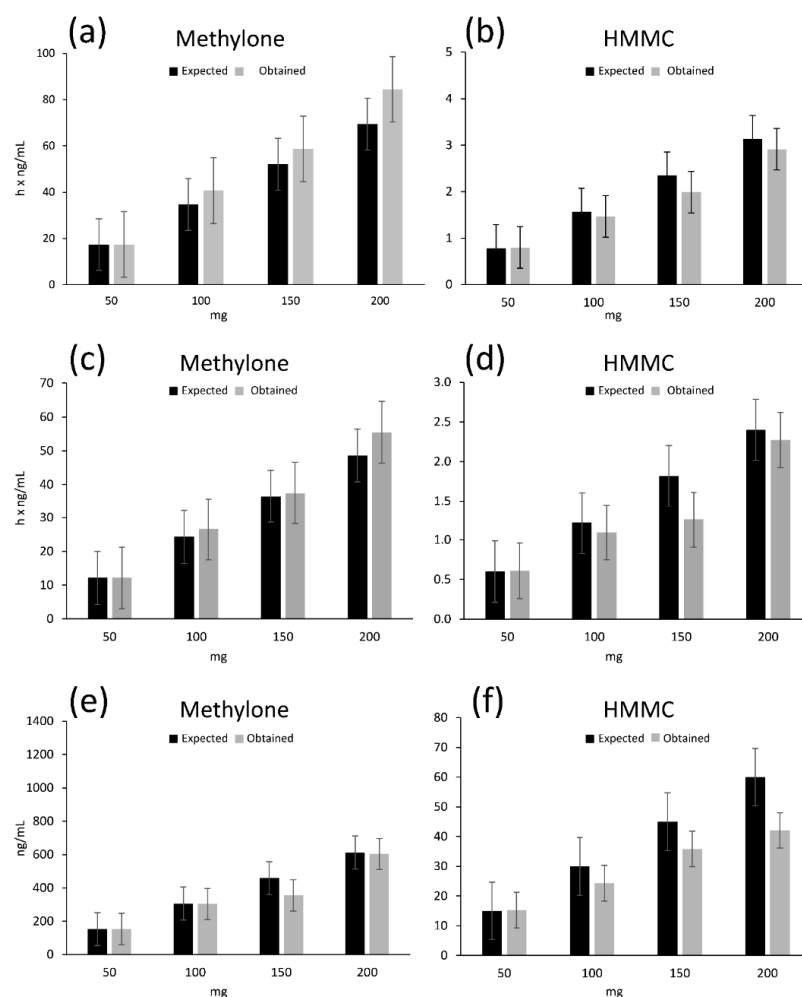 (a) Methylone
100
Expected Obtained
80
60
40
20
0
h x ng/mL
50 100 150 200
mg
(b) HMMC
5
Expected Obtained
4
3
2
1
0
50 100 150 200
mg
(c) Methylone
70
Expected Obtained
60
50
40
30
20
10
0
h x ng/mL
50 100 150 200
mg
(d) HMMC
3.0
Expected Obtained
2.5
2.0
1.5
1.0
0.5
0.0
50 100 150 200
mg
(e) Methylone
1400
Expected Obtained
1200
1000
800
600
400
200
0
ng/mL
50 100 150 200
mg
(f) HMMC
80
Expected Obtained
70
60
50
40
30
20
10
0
50 100 150 200
mg